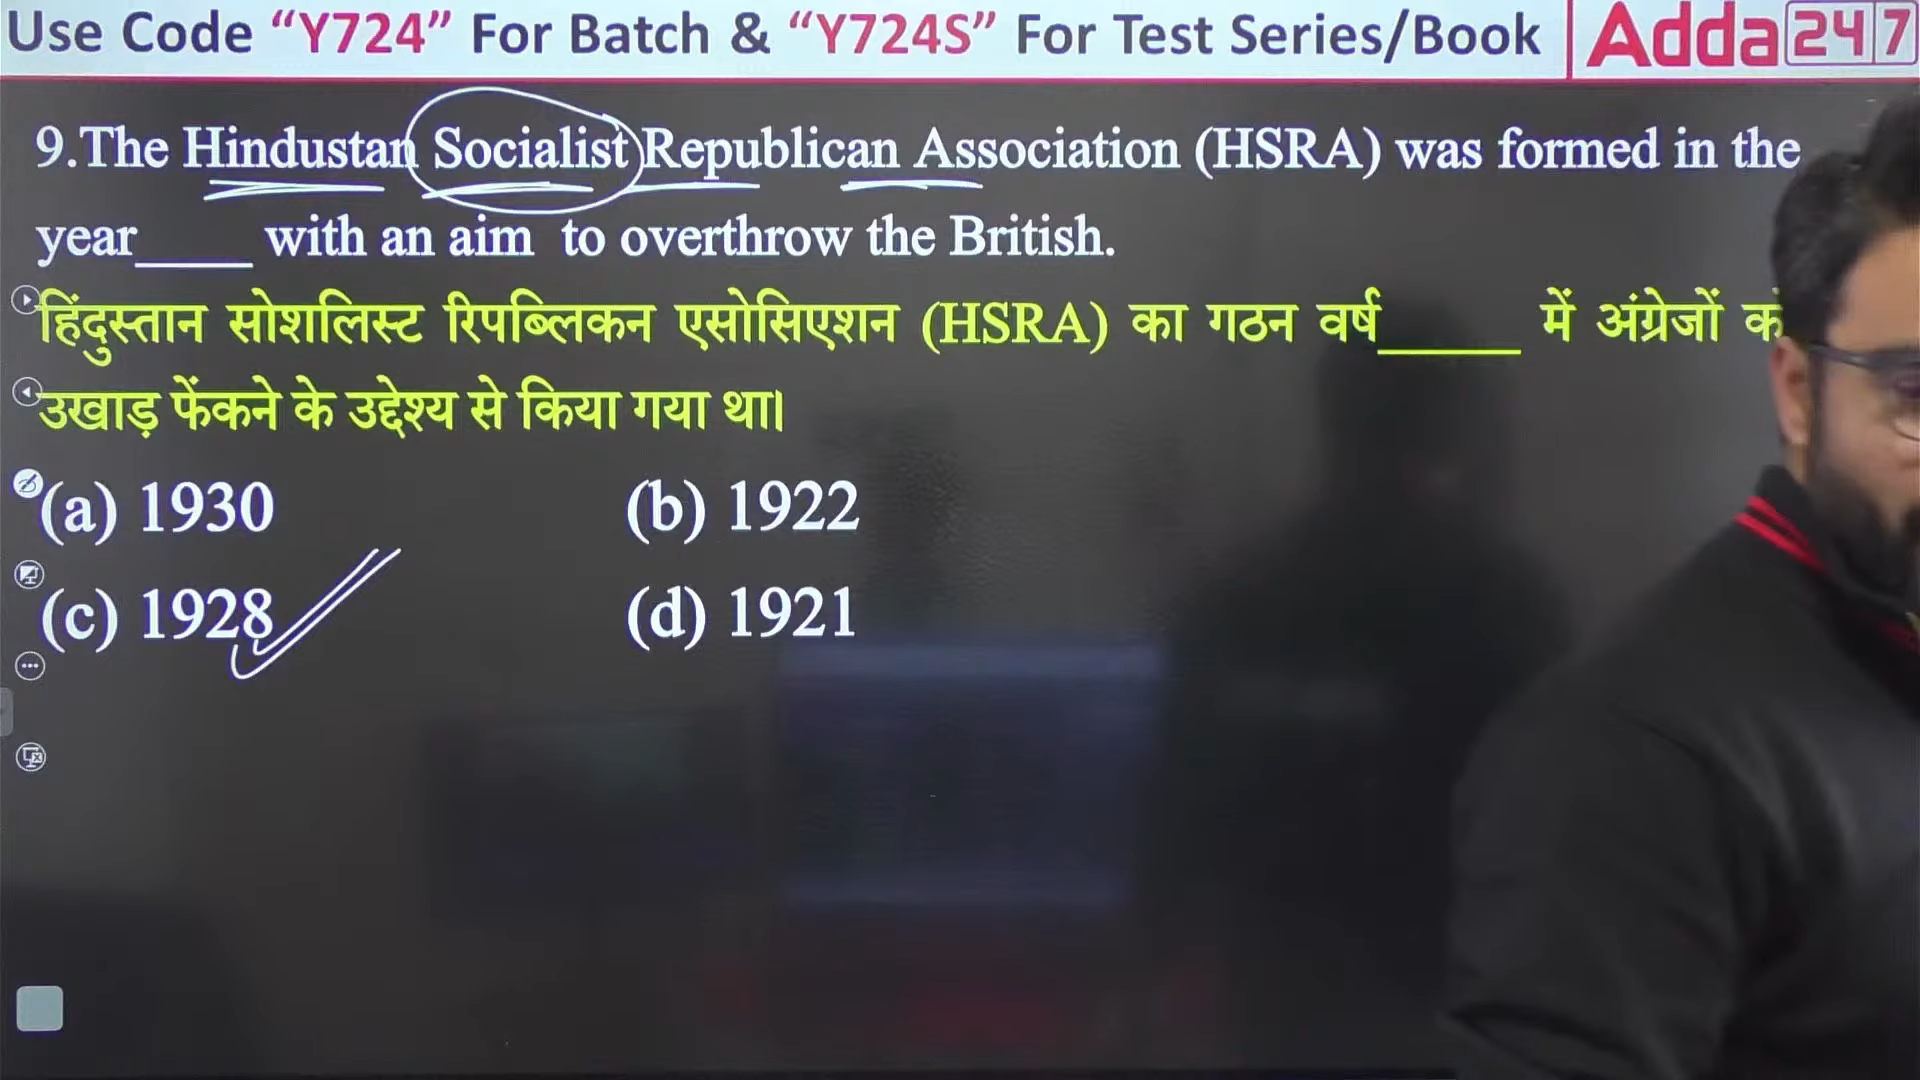 Use Code “Y724” For Batch & “Y724S” For Test Series/Book Adda247
9.The Hindustan Socialist Republican Association (HSRA) was formed in the
year____ with an aim to overthrow the British.
हिंदुस्तान सोशलिस्ट रिपब्लिकन एसोसिएशन (HSRA) का गठन वर्ष_____ में अंग्रेजों
उखाड़ फेंकने के उद्देश्य से किया गया था।
(a) 1930 (b) 1922
(c) 1928 (d) 1921